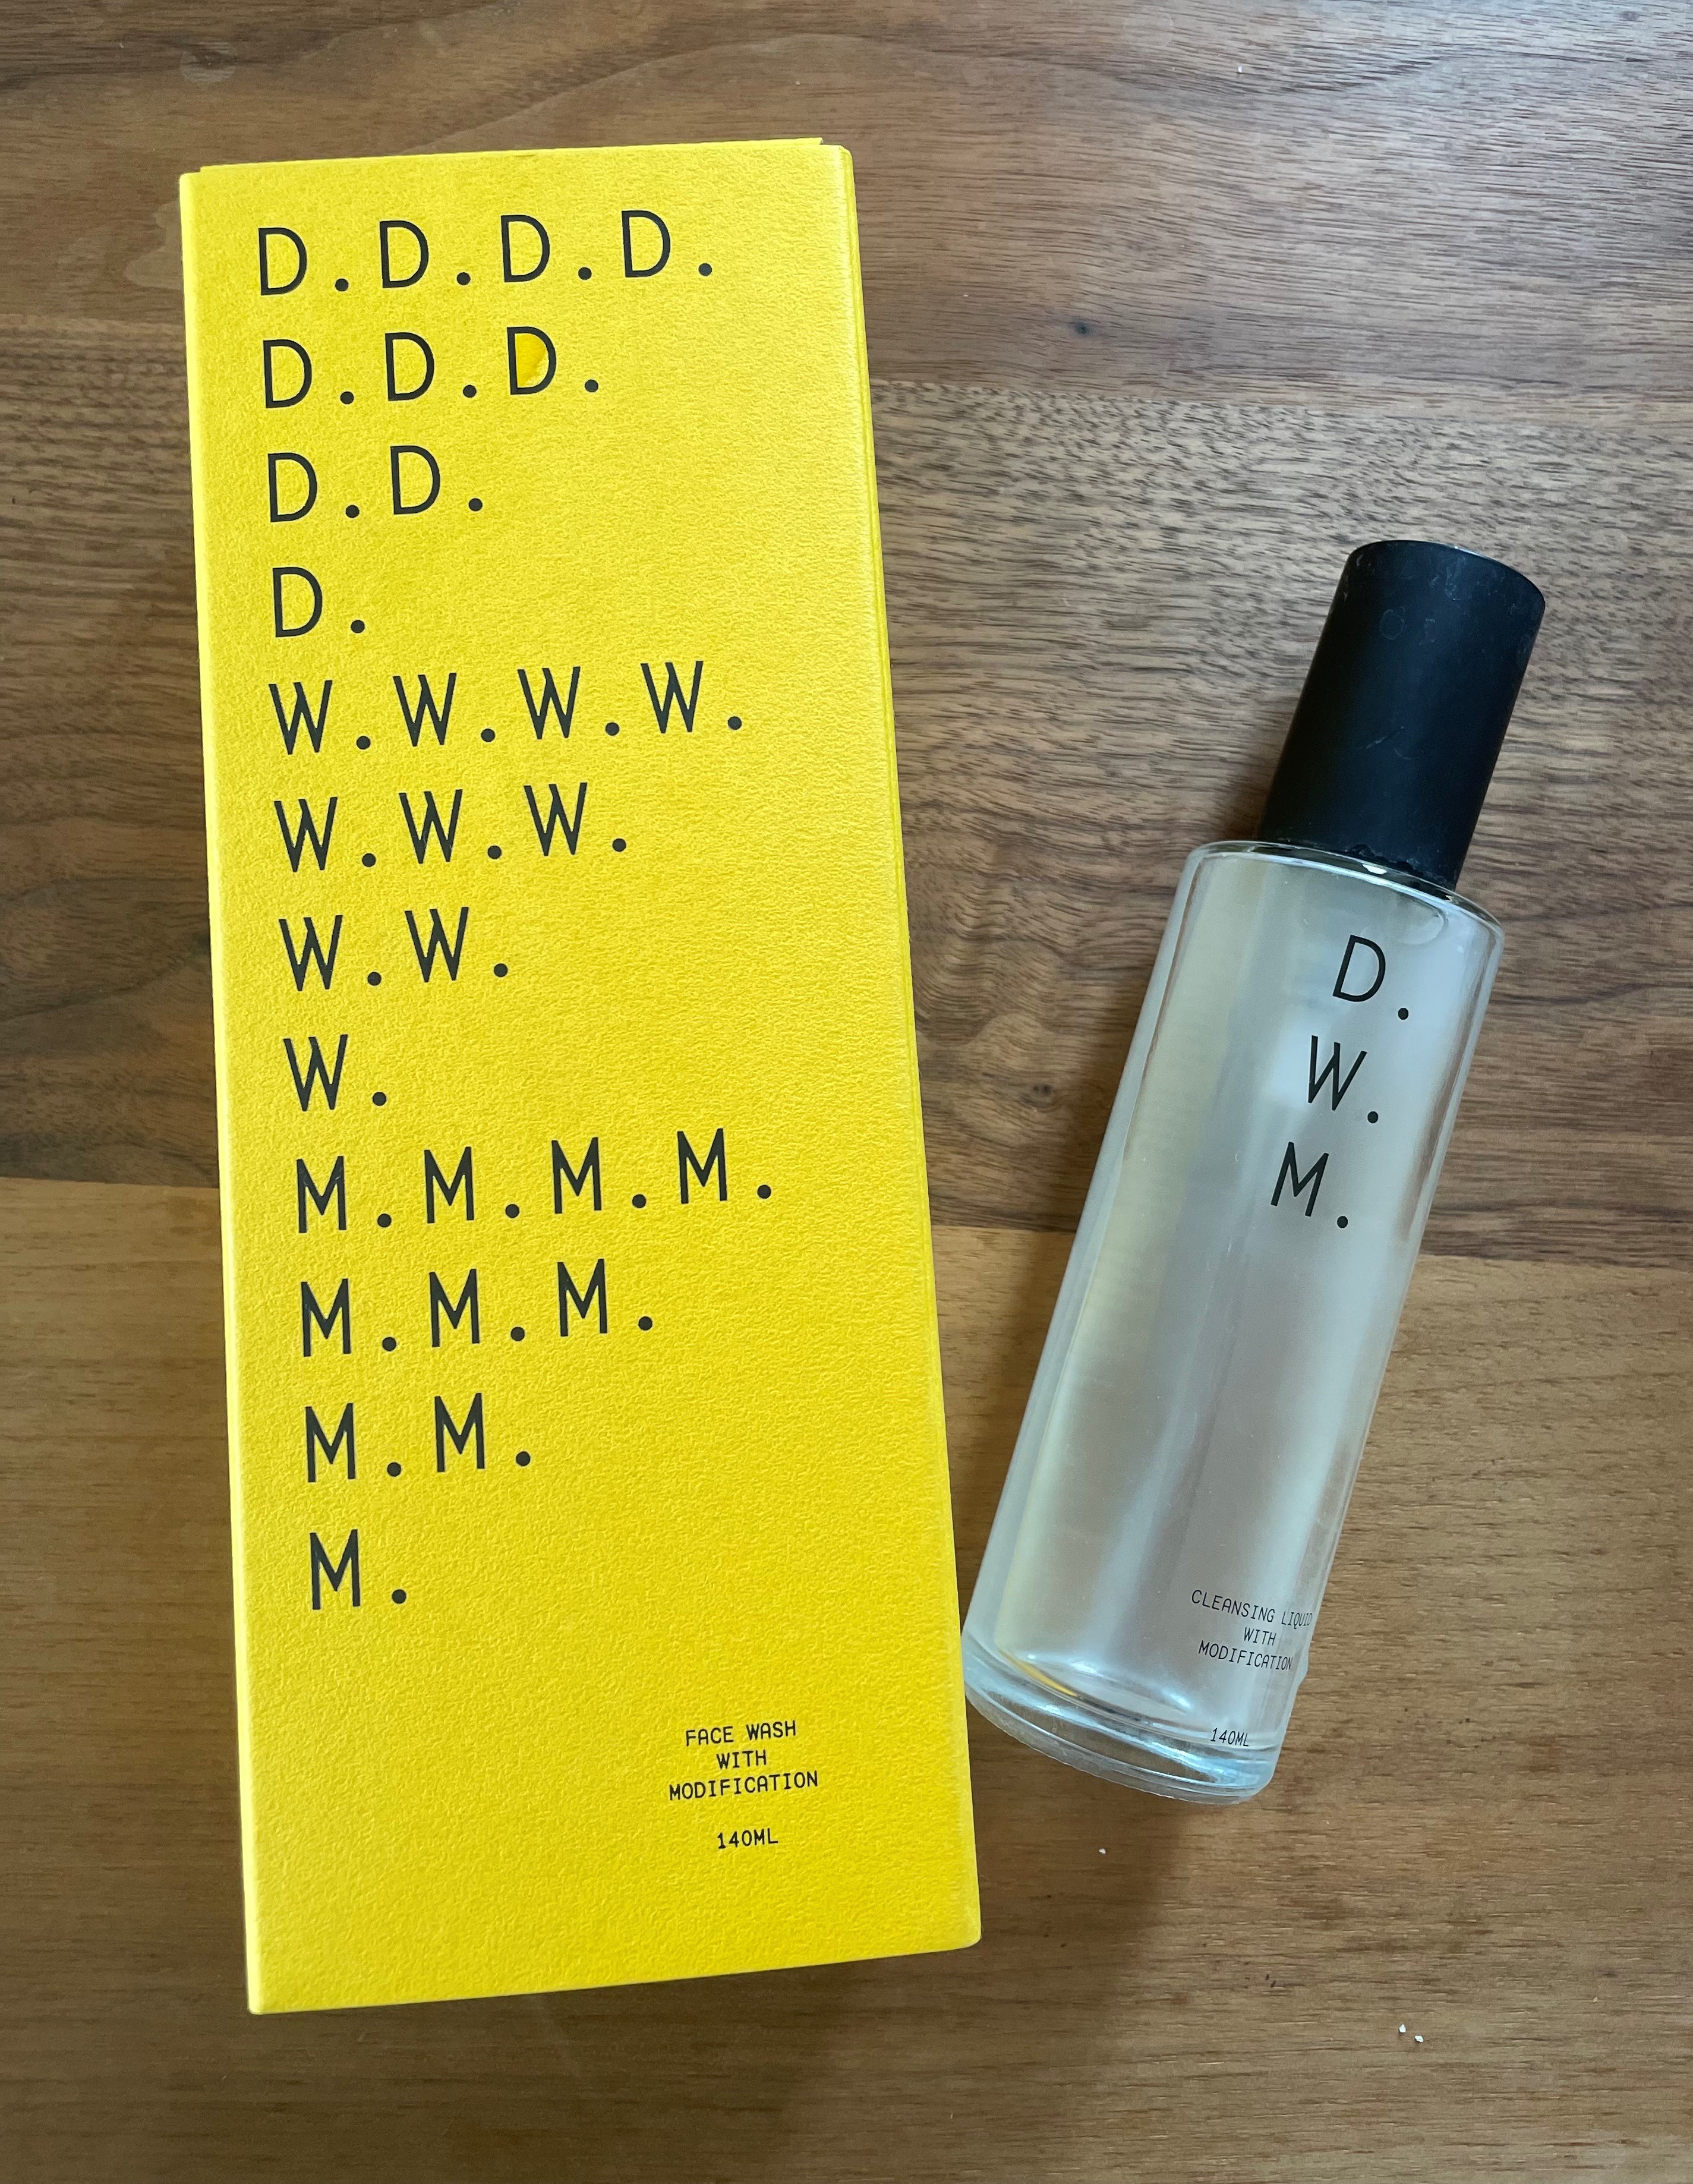 D.D.D.D.
D.D.D.
D.D.
D.
W.W.W.W.
W.W.W.
W.W.
W.
M.M.M.M.
M.M.M.
M.M.
M.
FACE WASH
WITH
MODIFICATION
140ML
D.
W.
M.
CLEANSING LIQUID
WITH
MODIFICATION
140ML